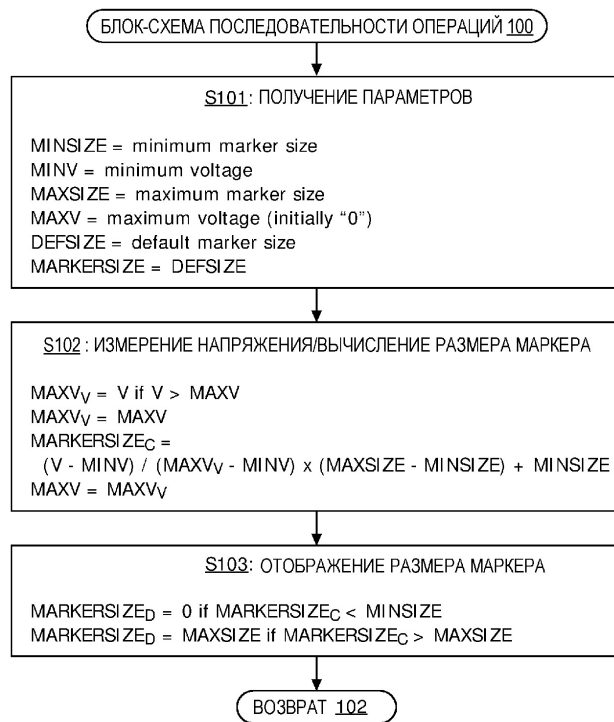 БЛОК-СХЕМА ПОСЛЕДОВАТЕЛЬНОСТИ ОПЕРАЦИЙ 100
S101: ПОЛУЧЕНИЕ ПАРАМЕТРОВ
MINSIZE = minimum marker size
MINV = minimum voltage
MAXSIZE = maximum marker size
MAXV = maximum voltage (initially “0”)
DEFSIZE = default marker size
MARKERSIZE = DEFSIZE
S102: ИЗМЕРЕНИЕ НАПРЯЖЕНИЯ/ВЫЧИСЛЕНИЕ РАЗМЕРА МАРКЕРА
MAXVV = V if V > MAXV
MAXVV = MAXV
MARKERSIZEC =
(V - MINV) / (MAXVV - MINV) x (MAXSIZE - MINSIZE) + MINSIZE
MAXV = MAXVV
S103: ОТОБРАЖЕНИЕ РАЗМЕРА МАРКЕРА
MARKERSIZED = 0 if MARKERSIZEC < MINSIZE
MARKERSIZED = MAXSIZE if MARKERSIZEC > MAXSIZE
ВОЗВРАТ 102